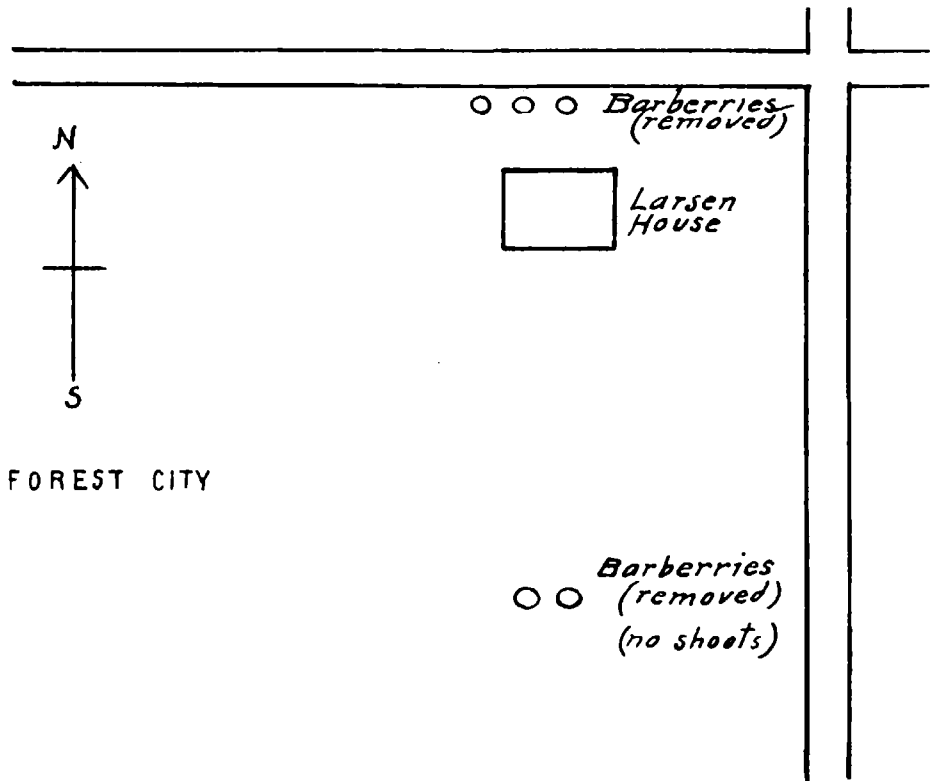 Barberries
(removed)
N
Larsen
House
S
FOREST CITY
Barberries
(removed)
(no shoots)